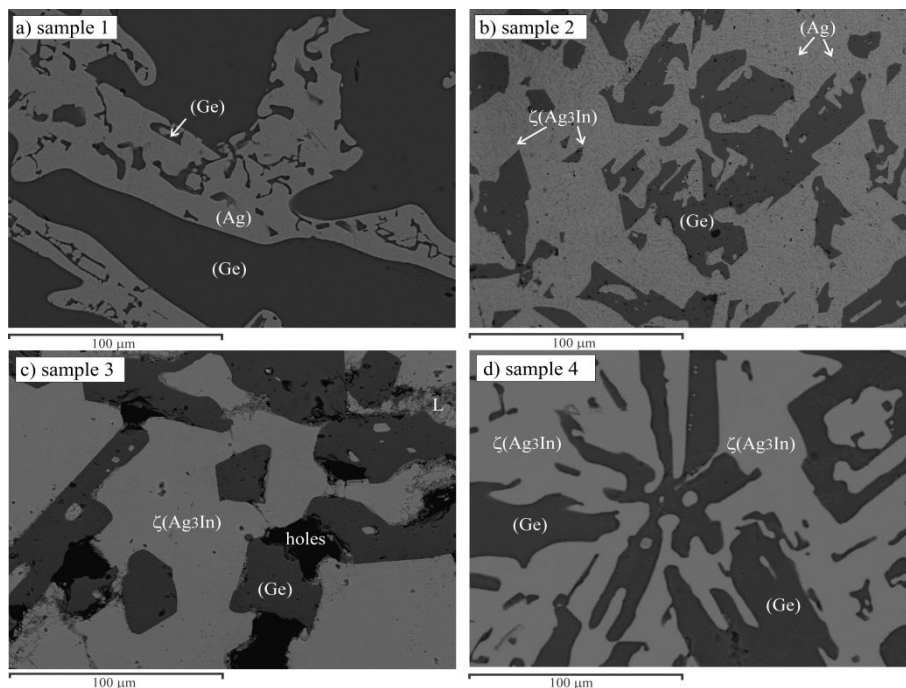 a) sample 1
(Ge)
(Ag)
(Ge)
100 μm
b) sample 2
(Ag)
ζ(Ag3In)
(Ge)
100 μm
c) sample 3
L
ζ(Ag3In)
holes
(Ge)
100 μm
d) sample 4
ζ(Ag3In)
ζ(Ag3In)
(Ge)
(Ge)
100 μm